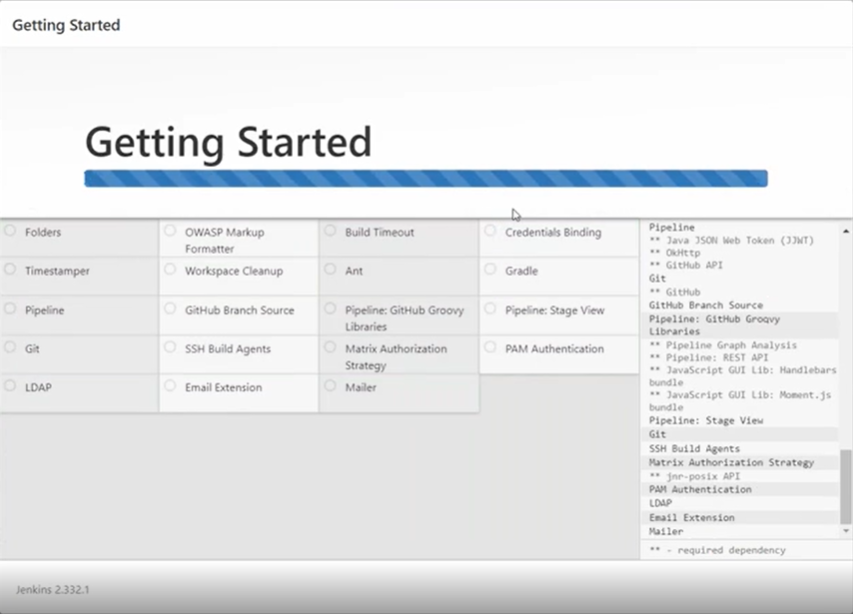 Getting Started
Getting Started
Folders
OWASP Markup
Formatter
Build Timeout
Credentials Binding
Timestamper
Workspace Cleanup
Ant
Gradle
Pipeline
GitHub Branch Source
Pipeline: GitHub Groovy
Libraries
Pipeline: Stage View
Git
SSH Build Agents
Matrix Authorization
Strategy
PAM Authentication
LDAP
Email Extension
Mailer
Pipeline
** Java JSON Web Token (JJWT)
** OkHttp
** GitHub API
Git
** GitHub
GitHub Branch Source
Pipeline: GitHub Groovy
Libraries
** Pipeline Graph Analysis
** Pipeline: REST API
** JavaScript GUI Lib: Handlebars
bundle
** JavaScript GUI Lib: Moment.js
bundle
Pipeline: Stage View
Git
SSH Build Agents
Matrix Authorization Strategy
** jnr-posix API
PAM Authentication
LDAP
Email Extension
Mailer
** - required dependency
Jenkins 2.332.1